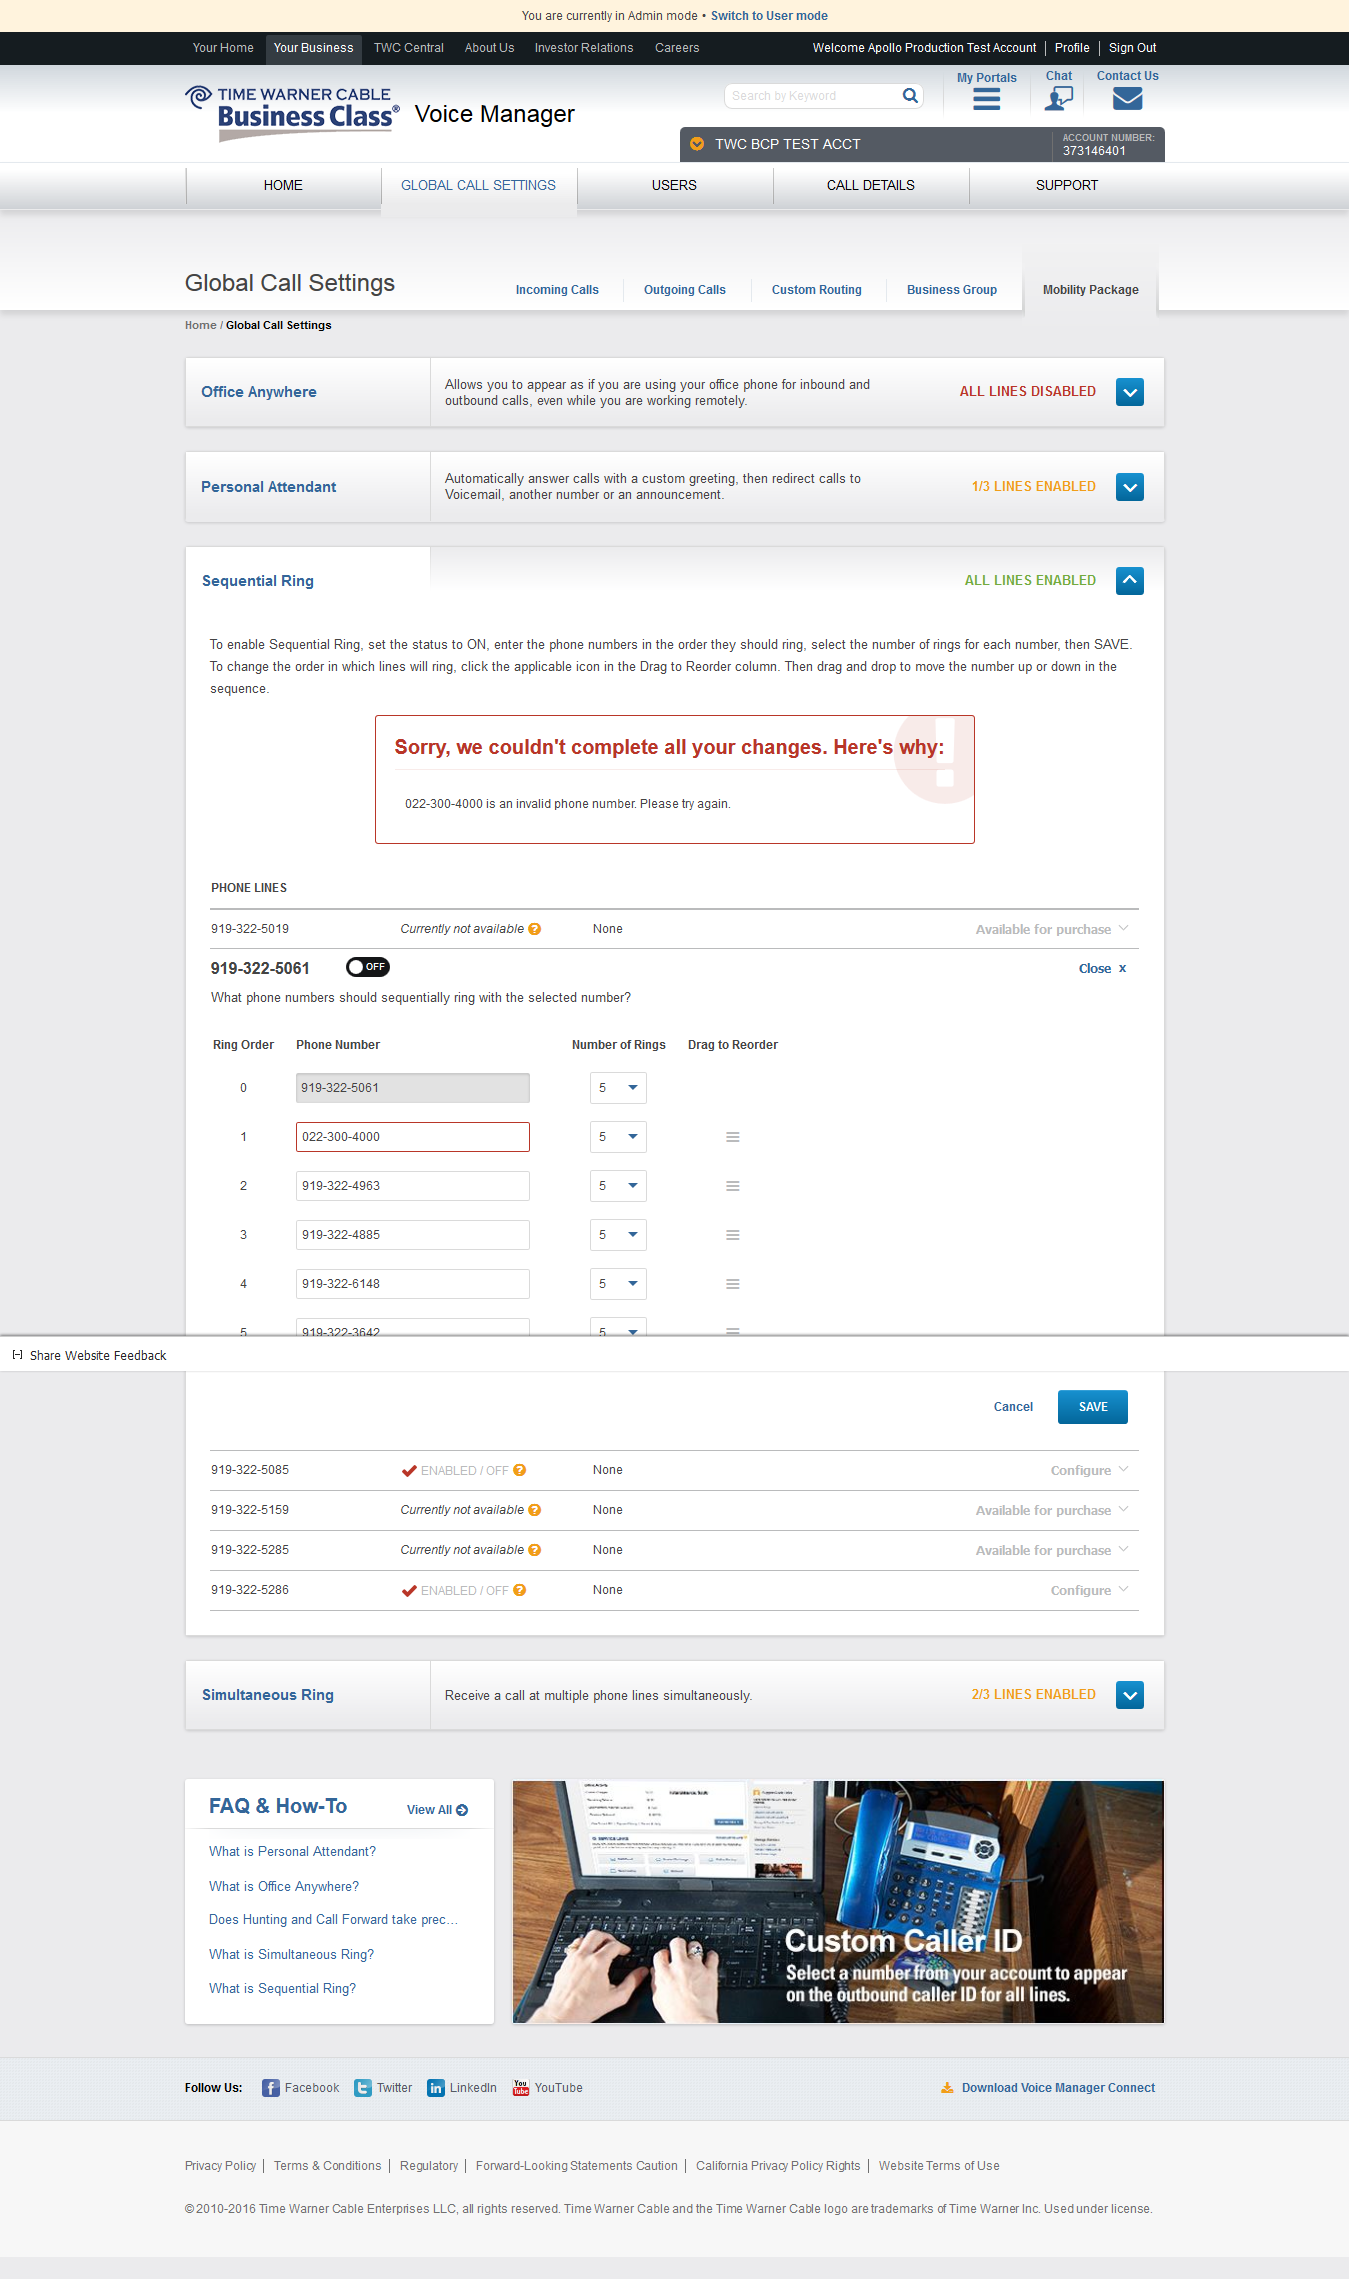 You are currently in Admin mode • Switch to User mode
Your Home Your Business TWC Central About Us Investor Relations Careers Welcome Apollo Production Test Account Profile Sign Out
My Portals Chat Contact Us
TIME WARNER CABLE
Business Class® Voice Manager
Search by Keyword
TWC BCP TEST ACCT
ACCOUNT NUMBER:
373146401
HOME GLOBAL CALL SETTINGS USERS CALL DETAILS SUPPORT
Global Call Settings
Incoming Calls Outgoing Calls Custom Routing Business Group Mobility Package
Home / Global Call Settings
Office Anywhere
Allows you to appear as if you are using your office phone for inbound and
outbound calls, even while you are working remotely.
ALL LINES DISABLED
Personal Attendant
Automatically answer calls with a custom greeting, then redirect calls to
Voicemail, another number or an announcement.
1/3 LINES ENABLED
Sequential Ring
ALL LINES ENABLED
To enable Sequential Ring, set the status to ON, enter the phone numbers in the order they should ring, select the number of rings for each number, then SAVE.
To change the order in which lines will ring, click the applicable icon in the Drag to Reorder column. Then drag and drop to move the number up or down in the
sequence.
Sorry, we couldn't complete all your changes. Here's why:
022-300-4000 is an invalid phone number. Please try again.
PHONE LINES
919-322-5019 Currently not available ? None Available for purchase
919-322-5061 OFF Close x
What phone numbers should sequentially ring with the selected number?
Ring Order Phone Number Number of Rings Drag to Reorder
0 919-322-5061 5
1 022-300-4000 5
2 919-322-4963 5
3 919-322-4885 5
4 919-322-6148 5
5 919-322-3642 5
[-] Share Website Feedback
Cancel SAVE
919-322-5085 ENABLED / OFF ? None Configure
919-322-5159 Currently not available ? None Available for purchase
919-322-5285 Currently not available ? None Available for purchase
919-322-5286 ENABLED / OFF ? None Configure
Simultaneous Ring
Receive a call at multiple phone lines simultaneously.
2/3 LINES ENABLED
FAQ & How-To View All
What is Personal Attendant?
What is Office Anywhere?
Does Hunting and Call Forward take prec...
What is Simultaneous Ring?
What is Sequential Ring?
Custom Caller ID
Select a number from your account to appear
on the outbound caller ID for all lines.
Follow Us: Facebook Twitter LinkedIn YouTube Download Voice Manager Connect
Privacy Policy Terms & Conditions Regulatory Forward-Looking Statements Caution California Privacy Policy Rights Website Terms of Use
© 2010-2016 Time Warner Cable Enterprises LLC, all rights reserved. Time Warner Cable and the Time Warner Cable logo are trademarks of Time Warner Inc. Used under license.